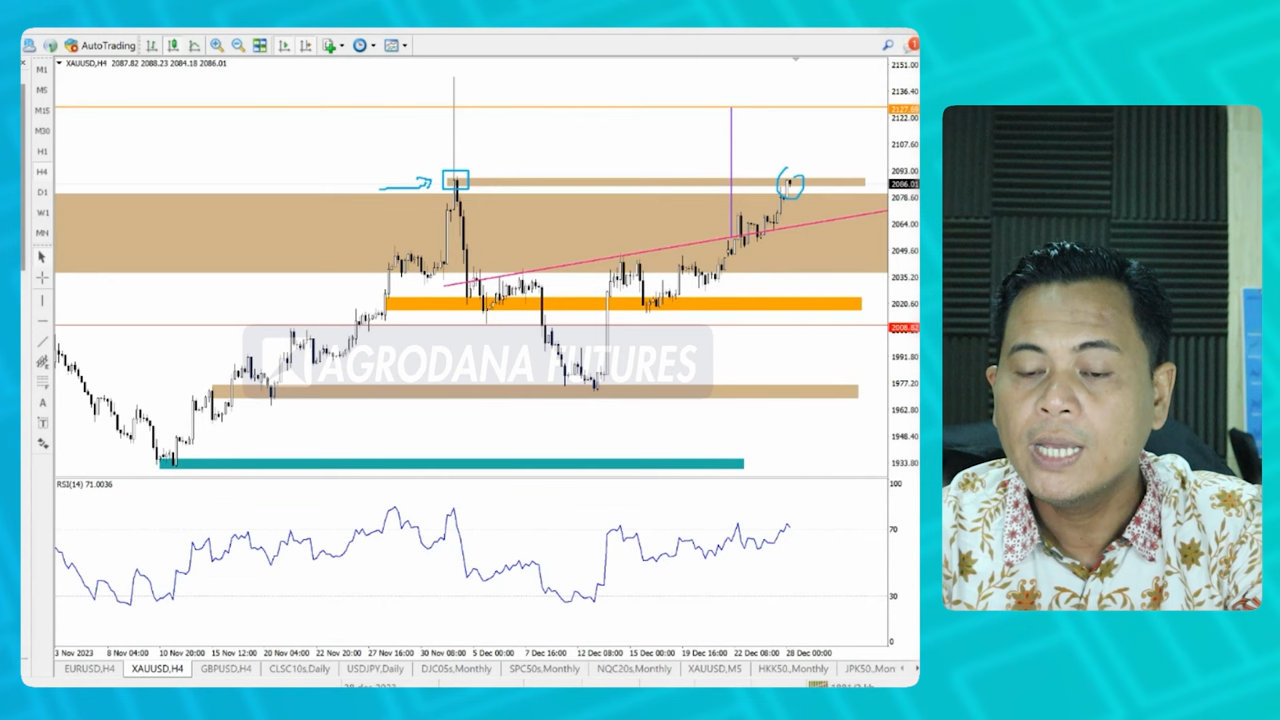 AutoTrading
1
M1
M5
M15
M30
H1
H4
D1
W1
MN
A
T
XAUUSD,H4 2087.82 2088.23 2084.18 2086.01
2151.00
2136.40
2127.88
2122.00
2107.60
2093.00
2086.01
2078.60
2064.00
2049.60
2035.20
2020.60
2008.82
1991.80
1977.20
1962.80
1948.40
1933.80
AGRODANA FUTURES
RSI(14) 71.0036
100
70
30
0
3 Nov 2023 8 Nov 04:00 10 Nov 20:00 15 Nov 12:00 20 Nov 04:00 22 Nov 20:00 27 Nov 16:00 30 Nov 08:00 5 Dec 00:00 7 Dec 16:00 12 Dec 08:00 15 Dec 00:00 19 Dec 16:00 22 Dec 08:00 28 Dec 00:00
EURUSD,H4 XAUUSD,H4 GBPUSD,H4 CLSC10s,Daily USDJPY,Daily DJC05s,Monthly SPC50s,Monthly NQC20s,Monthly XAUUSD,M5 HKK50,Monthly JPK50,Mon